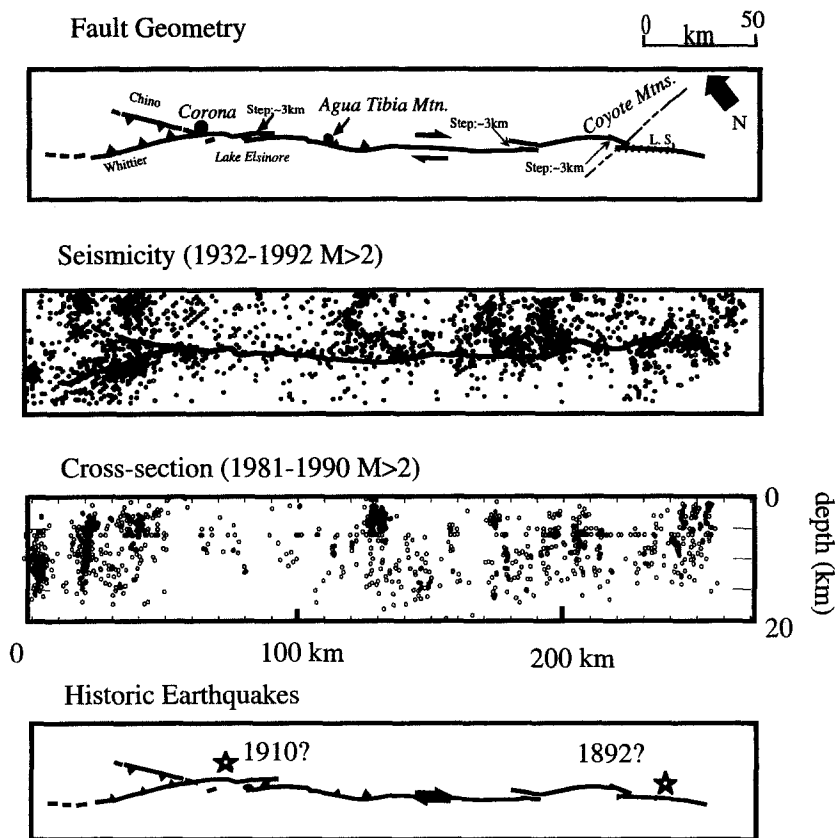 Fault Geometry
0 km 50
Chino
Corona
Step:~3km
Agua Tibia Mtn.
Step:~3km
Coyote Mtns.
N
Whittier
Lake Elsinore
Step:~3km
L. S.
Seismicity (1932-1992 M>2)
Cross-section (1981-1990 M>2)
0
depth (km)
20
0
100 km
200 km
Historic Earthquakes
1910?
1892?